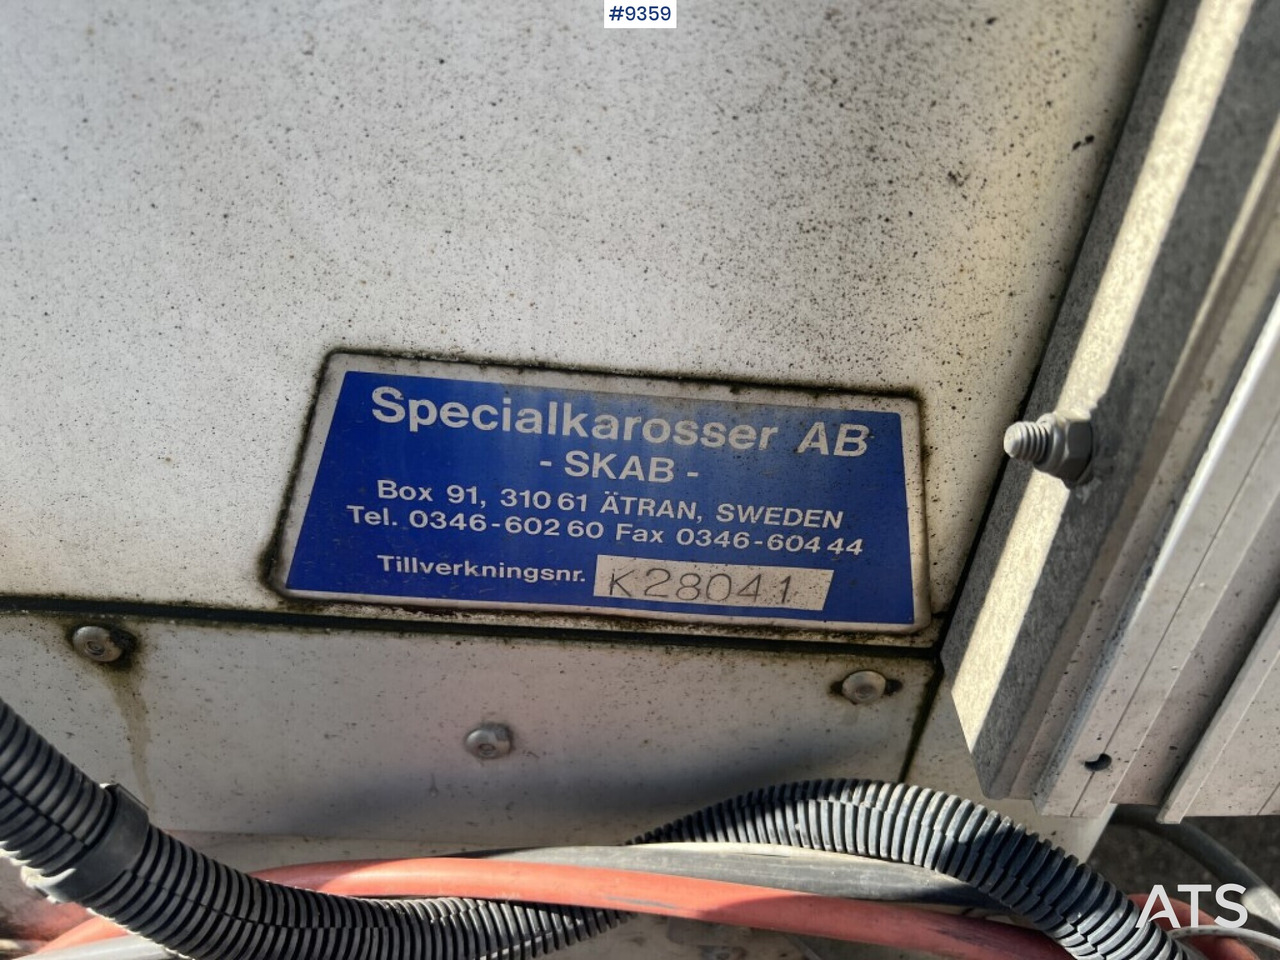 #9359
Specialkarosser AB
- SKAB -
Box 91, 310 61 ÄTRAN, SWEDEN
Tel. 0346-602 60 Fax 0346-604 44
Tillverkningsnr. K28041
ATS